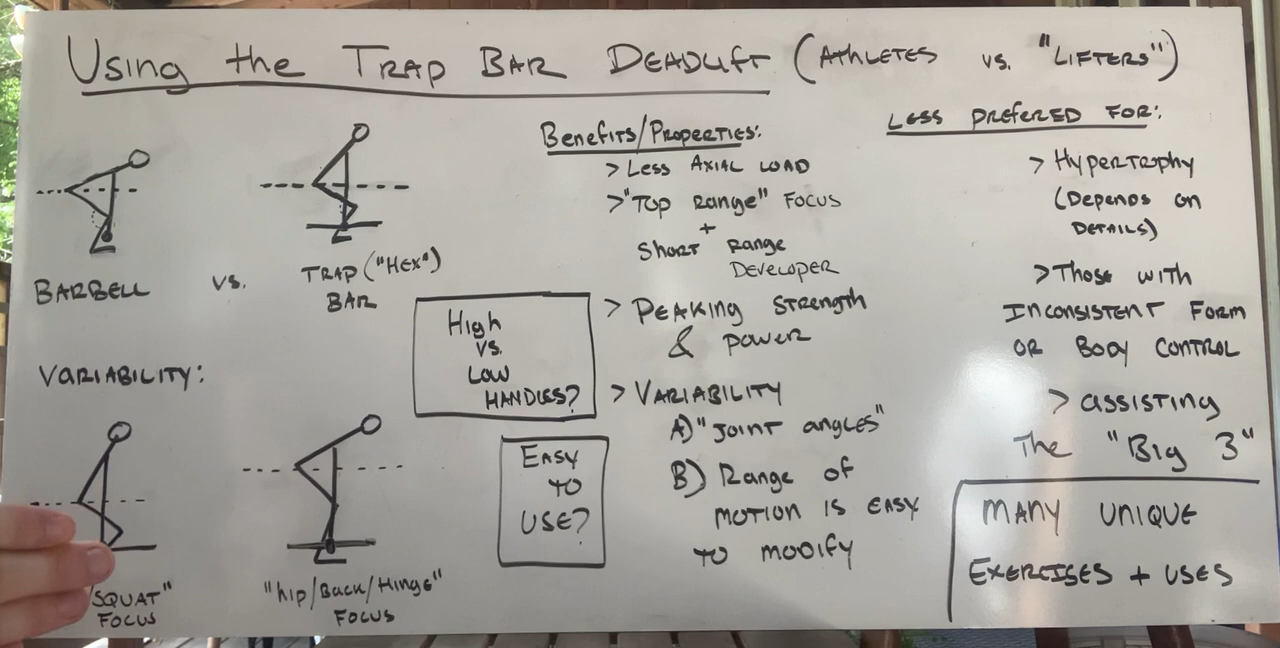 Using the TRAP BAR DEADLIFT (ATHLETES vs. "LIFTERS")
BARBELL
vs.
TRAP ("HEX")
BAR
VARIABILITY:
SQUAT"
FOCUS
"hip/Back/Hinge"
FOCUS
High
vs.
LOW
HANDLES?
EASY
TO
USE?
Benefits/Properties:
> Less AXIAL LOAD
> "TOP Range" FOCUS
+
SHORT Range
DEVELOPER
> PEAKING STRENGTH
& POWER
> VARIABILITY
A) "JOINT angles"
B) Range of
MOTION IS EASY
TO MODIFY
LESS PREFERED FOR:
> HYPERTROPHY
(Depends on
DETAILS)
> Those WITH
INCONSISTENT FORM
OR BODY CONTROL
> assisting
The "Big 3"
MANY UNIQUE
EXERCISES + USES